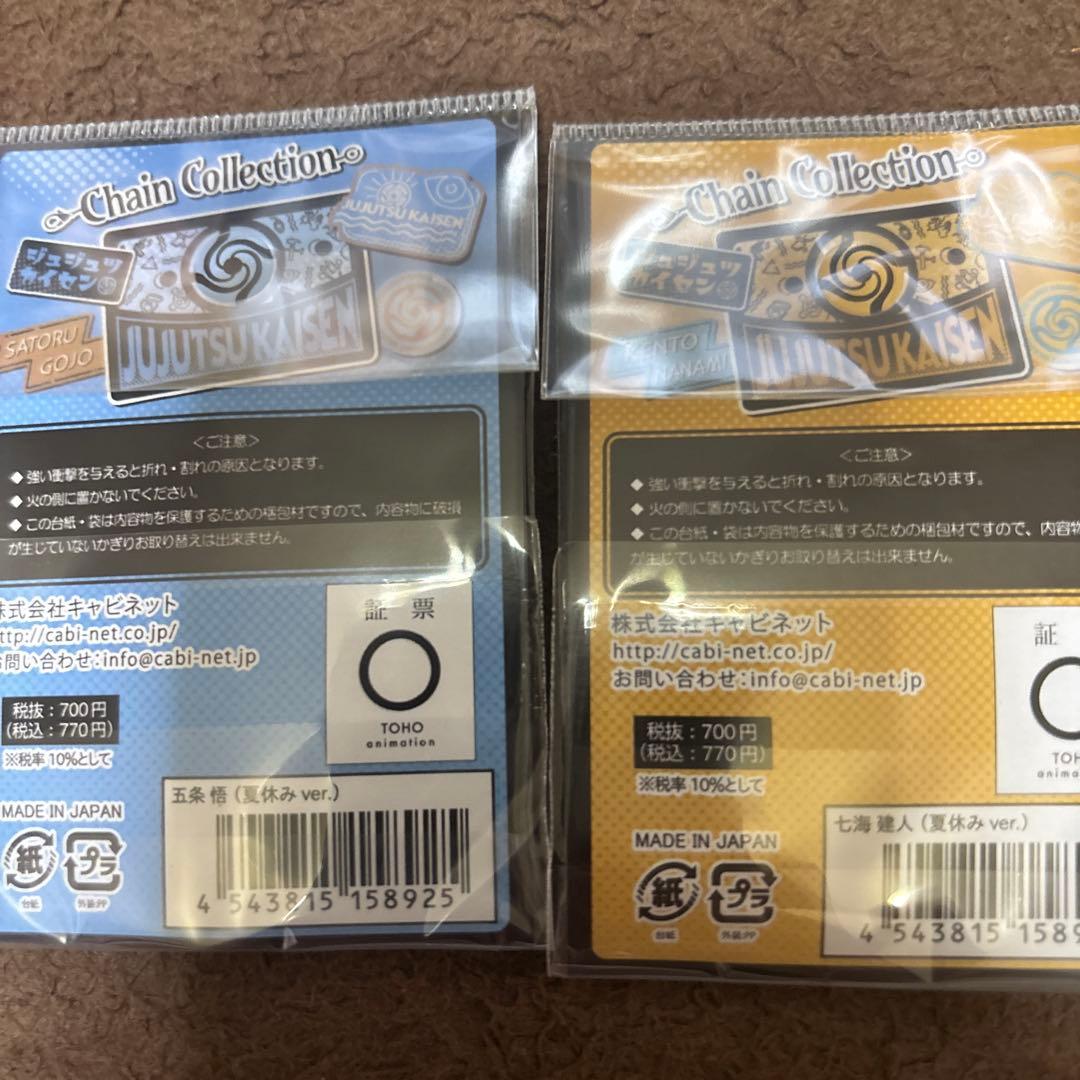 Chain Collection
JUJUTSU KAISEN
ジュジュツ
カイセン
SATORU
GOJO
JUJUTSU KAISEN
<ご注意>
◆ 強い衝撃を与えると折れ・割れの原因となります。
◆ 火の側に置かないでください。
◆ この台紙・袋は内容物を保護するための梱包材ですので、内容物に破損
が生じていないかぎりお取り替えは出来ません。
株式会社キャビネット
http://cabi-net.co.jp/
お問い合わせ:info@cabi-net.jp
証 票
TOHO
animation
税抜:700円
(税込:770円)
※税率10%として
MADE IN JAPAN
紙
台紙
プラ
外装:PP
五条 悟(夏休み ver.)
4 543815 158925
Chain Collection
ジュジュツ
カイセン
KENTO
NANAMI
JUJUTSU KAISEN
<ご注意>
◆ 強い衝撃を与えると折れ・割れの原因となります。
◆ 火の側に置かないでください。
◆ この台紙・袋は内容物を保護するための梱包材ですので、内容物
が生じていないかぎりお取り替えは出来ません。
株式会社キャビネット
http://cabi-net.co.jp/
お問い合わせ:info@cabi-net.jp
証
TOH
anima
税抜:700円
(税込:770円)
※税率10%として
MADE IN JAPAN
紙
台紙
プラ
外装:PP
七海 建人(夏休み ver.)
4 543815 1589